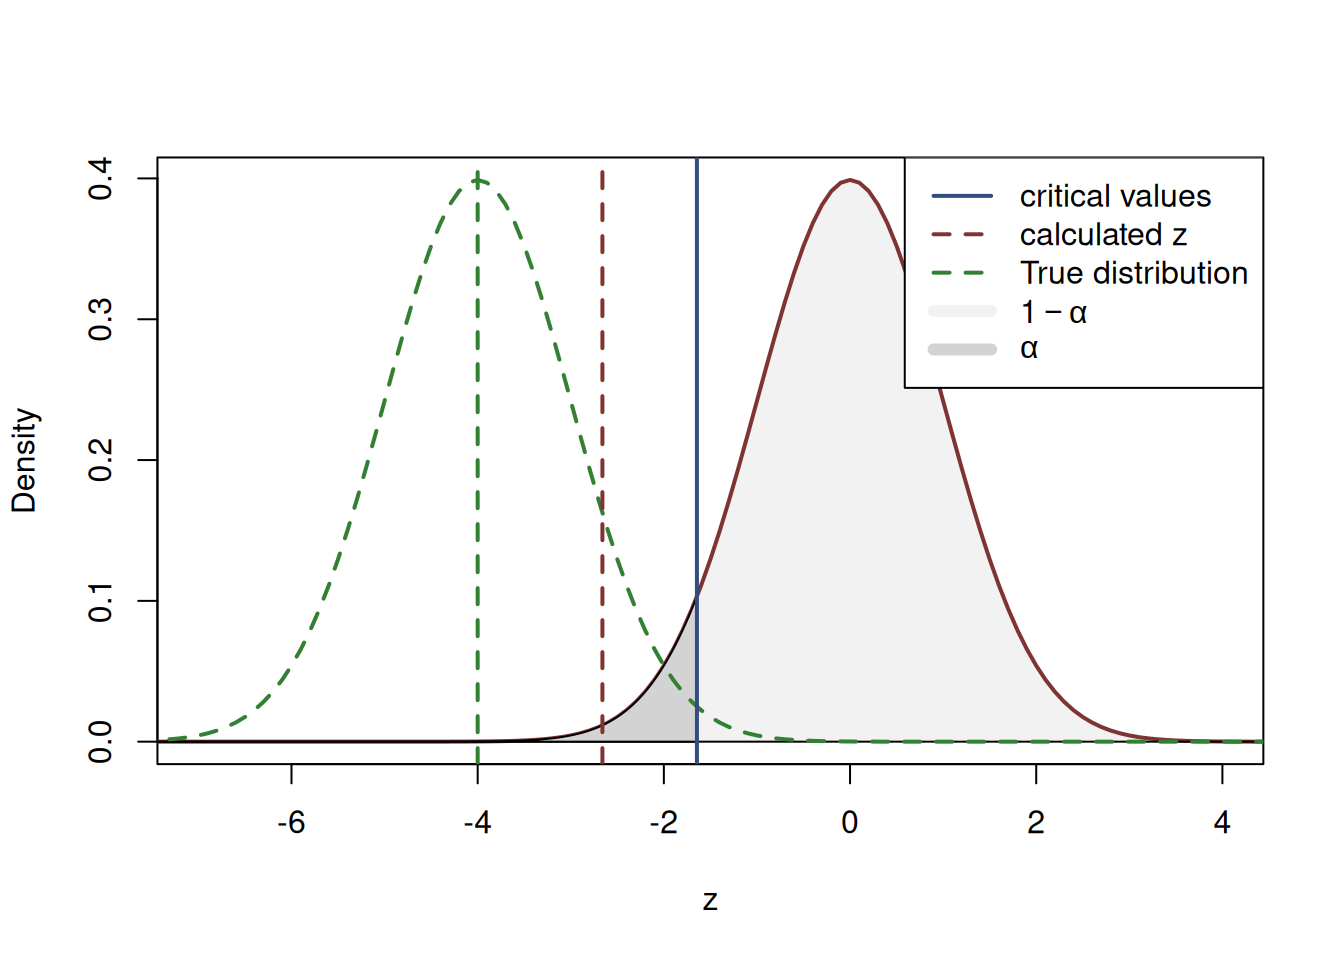 critical values
calculated z
True distribution
1 − α
α
Density
0.0
0.1
0.2
0.3
0.4
-6
-4
-2
0
2
4
z